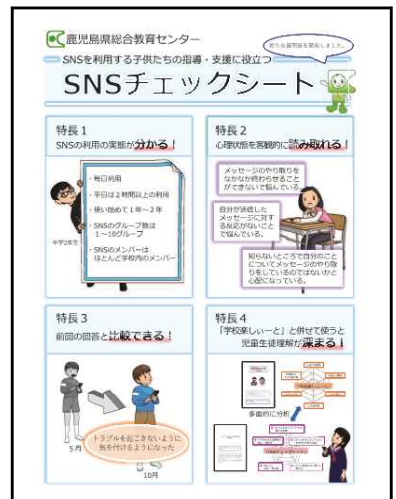 鹿児島県総合教育センター
新たな質問紙を開発しました。
SNSを利用する子供たちの指導・支援に役立つ
SNSチェックシート
特長1
SNSの利用の実態が分かる!
・毎日利用
・平日は2時間以上の利用
・使い始めて1年～2年
・SNSのグループ数は
1～10グループ
・SNSのメンバーは
ほとんど学校内のメンバー
中学2年生
特長2
心理状態を客観的に読み取れる!
メッセージのやり取りを
なかなか終わらせること
ができないで悩んでいる。
自分が送信した
メッセージに対す
る反応がないこと
で悩んでいる。
知らないところで自分のこと
についてメッセージのやり取
りをしているのではないかと
心配になっている。
特長3
前回の回答と比較できる!
5月
トラブルを起こさないように
気を付けるようになった
10月
特長4
「学校楽しぃーと」と併せて使うと
児童生徒理解が深まる!
多面的に分析